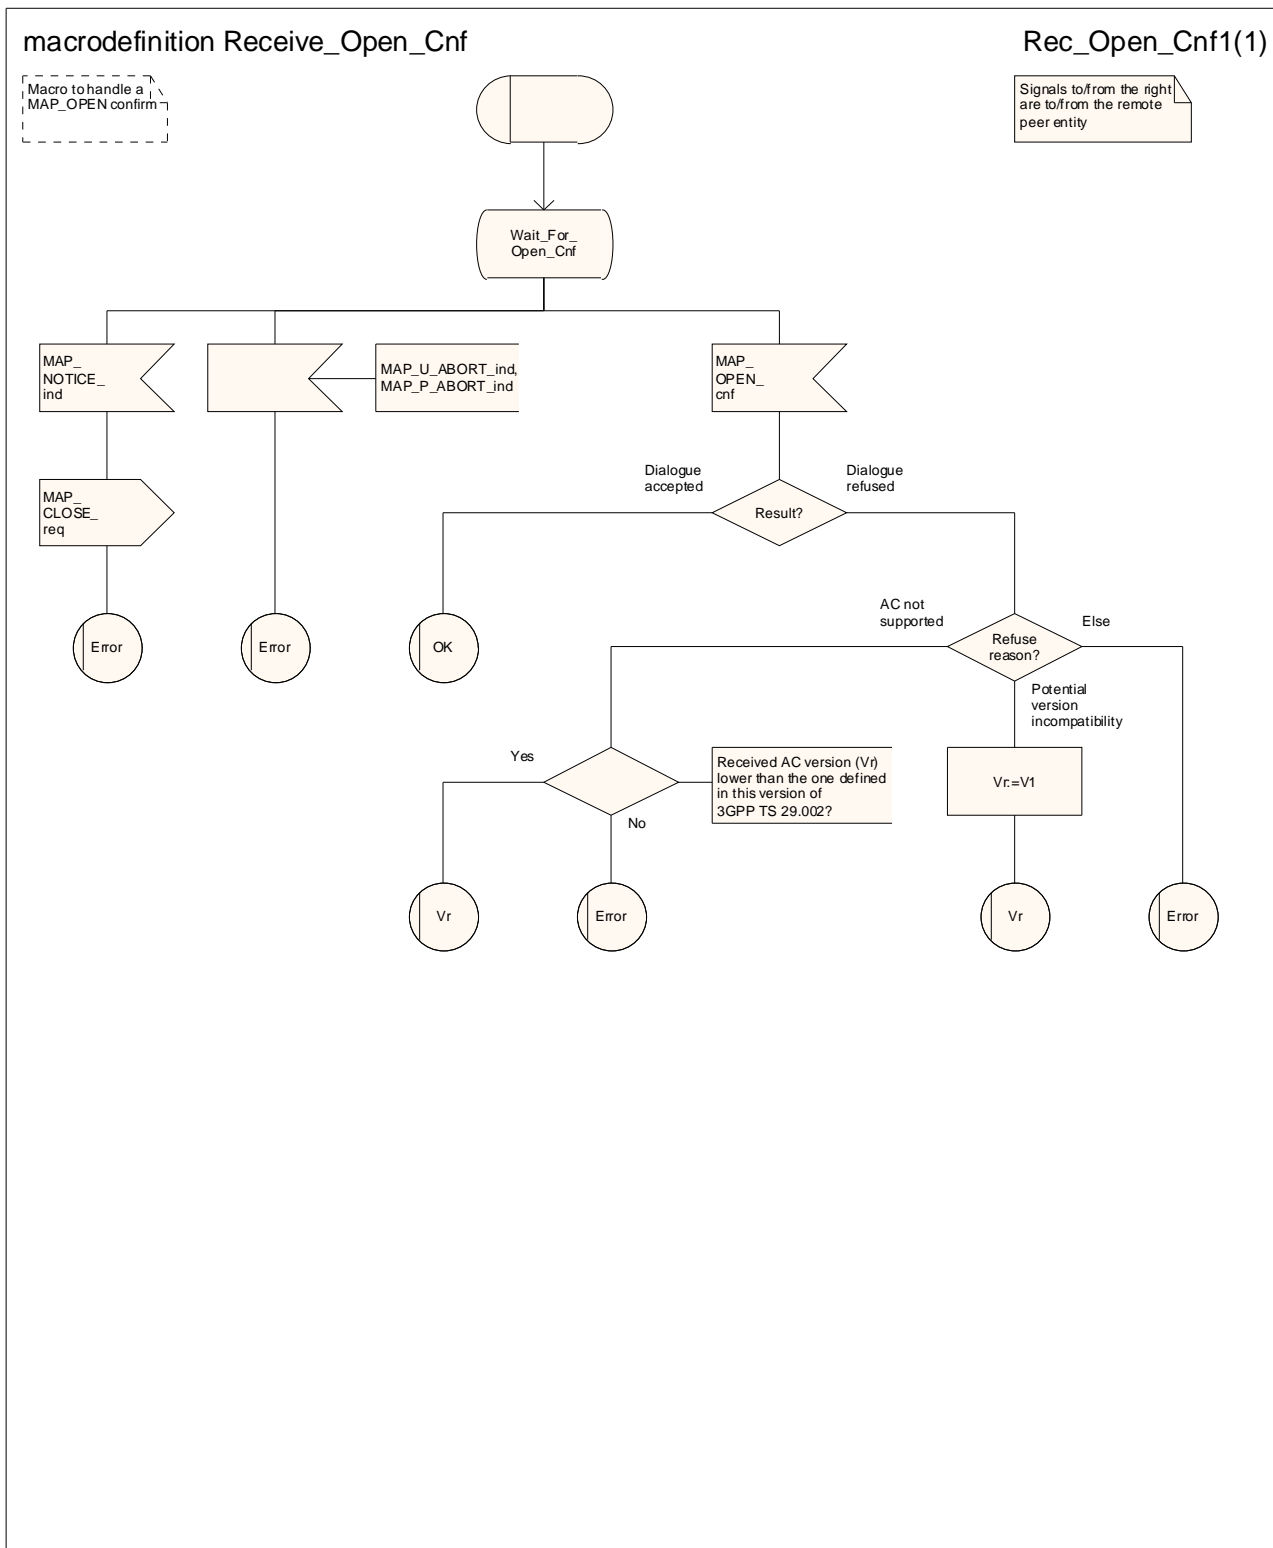 macrodefinition Receive_Open_Cnf
Rec_Open_Cnf1(1)
Macro to handle a
MAP_OPEN confirm
Signals to/from the right
are to/from the remote
peer entity
Wait_For_
Open_Cnf
MAP_
NOTICE_
ind
MAP_U_ABORT_ind,
MAP_P_ABORT_ind
MAP_
OPEN_
cnf
MAP_
CLOSE_
req
Dialogue
accepted
Result?
Dialogue
refused
Error
Error
OK
AC not
supported
Refuse
reason?
Else
Potential
version
incompatibility
Yes
No
Received AC version (Vr)
lower than the one defined
in this version of
3GPP TS 29.002?
Vr:=V1
Vr
Error
Vr
Error